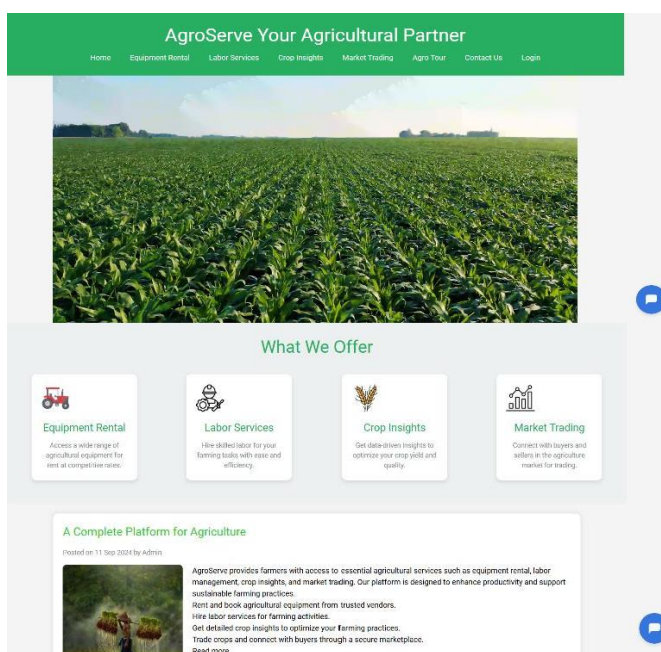 AgroServe Your Agricultural Partner
Home Equipment Rental Labor Services Crop Insights Market Trading Agro Tour Contact Us Login
What We Offer
Equipment Rental
Access a wide range of
agricultural equipment for
rent at competitive rates.
Labor Services
Hire skilled labor for your
farming tasks with ease and
efficiency.
Crop Insights
Get data-driven insights to
optimize your crop yield and
quality.
Market Trading
Connect with buyers and
sellers in the agriculture
market for trading.
A Complete Platform for Agriculture
Posted on 11 Sep 2024 by Admin
AgroServe provides farmers with access to essential agricultural services such as equipment rental, labor
management, crop insights, and market trading. Our platform is designed to enhance productivity and support
sustainable farming practices.
Rent and book agricultural equipment from trusted vendors.
Hire labor services for farming activities.
Get detailed crop insights to optimize your farming practices.
Trade crops and connect with buyers through a secure marketplace.
Read more